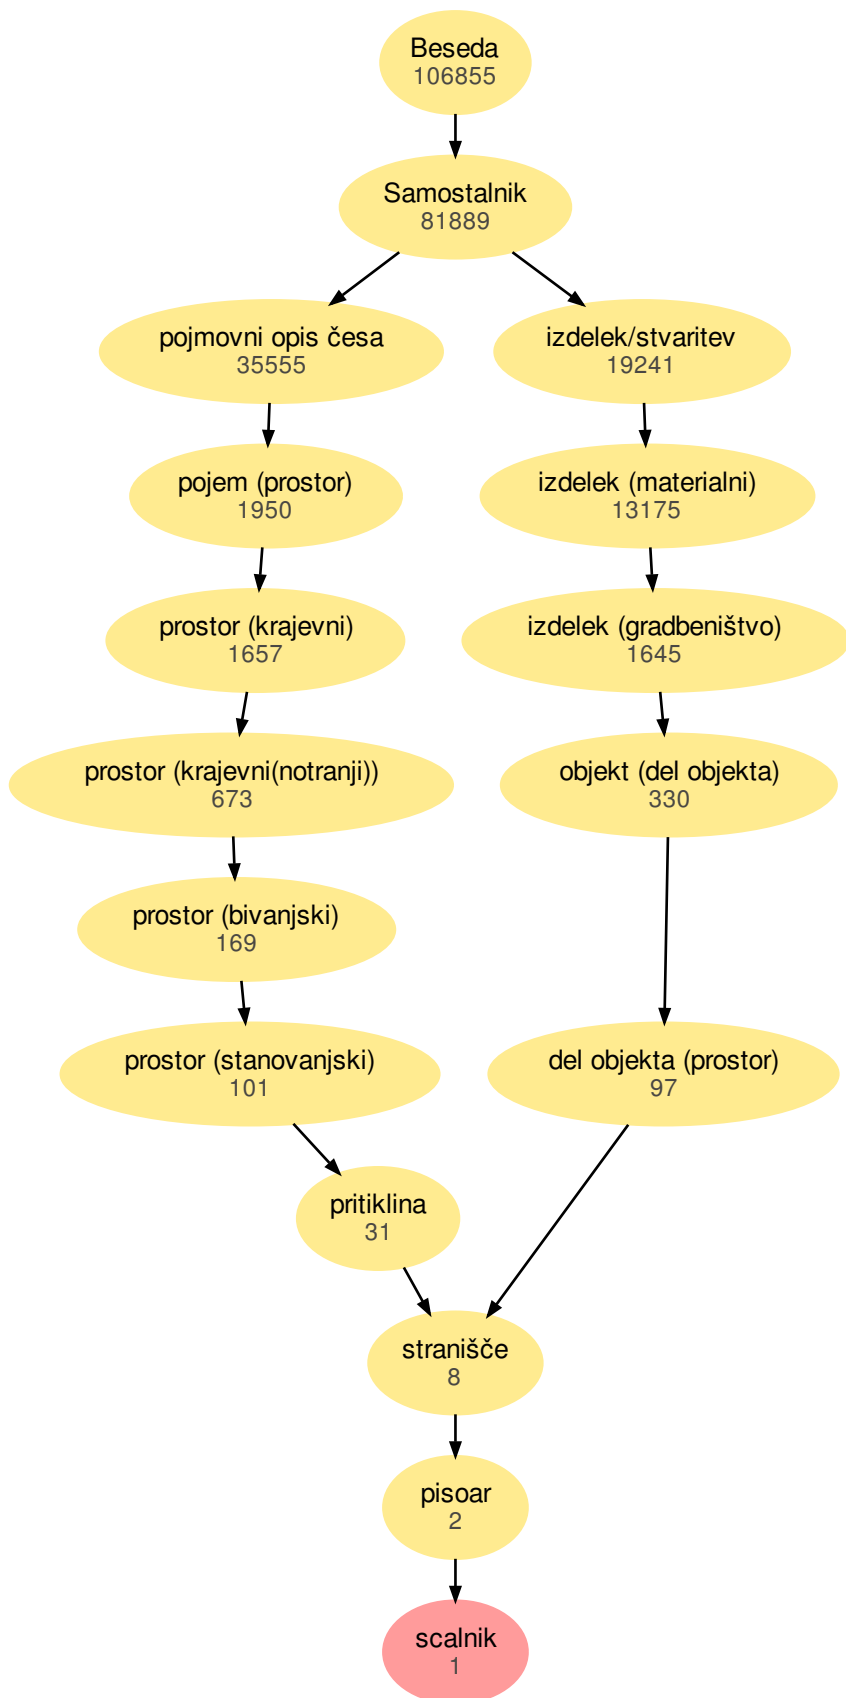 Beseda
106855
Samostalnik
81889
pojmovni opis česa
35555
izdelek/stvaritev
19241
pojem (prostor)
1950
izdelek (materialni)
13175
prostor (krajevni)
1657
izdelek (gradbeništvo)
1645
prostor (krajevni(notranji))
673
objekt (del objekta)
330
prostor (bivanjski)
169
prostor (stanovanjski)
101
del objekta (prostor)
97
pritiklina
31
stranišče
8
pisoar
2
scalnik
1